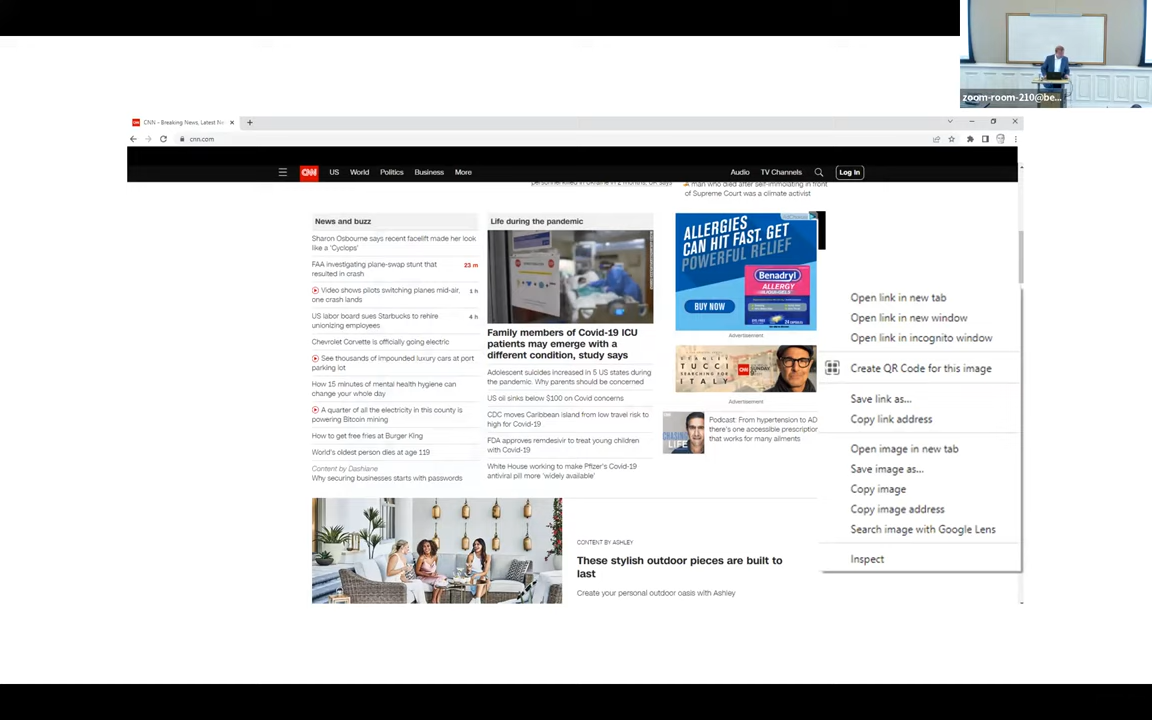 zoom-room-210@be...
CNN - Breaking News, Latest Ne
cnn.com
CNN
US
World
Politics
Business
More
Audio
TV Channels
Log In
personnel killed in Ukraine in 2 months, UN says
A man who died after self-immolating in front
of Supreme Court was a climate activist
News and buzz
Sharon Osbourne says recent facelift made her look
like a 'Cyclops'
FAA investigating plane-swap stunt that
resulted in crash
23 m
Video shows pilots switching planes mid-air,
one crash lands
1 h
US labor board sues Starbucks to rehire
unionizing employees
4 h
Chevrolet Corvette is officially going electric
See thousands of impounded luxury cars at port
parking lot
How 15 minutes of mental health hygiene can
change your whole day
A quarter of all the electricity in this county is
powering Bitcoin mining
How to get free fries at Burger King
World's oldest person dies at age 119
Content by Dashlane
Why securing businesses starts with passwords
Life during the pandemic
Family members of Covid-19 ICU
patients may emerge with a
different condition, study says
Adolescent suicides increased in 5 US states during
the pandemic. Why parents should be concerned
US oil sinks below $100 on Covid concerns
CDC moves Caribbean island from low travel risk to
high for Covid
FDA approves remdesivir to treat young children
with Covid
White House working to make Pfizer's Covid-19
antiviral pill more 'widely available'
ALLERGIES
CAN HIT FAST. GET
POWERFUL RELIEF
Benadryl
ALLERGY
BUY NOW
Advertisement
STANLEY
TUCCI
SEARCHING FOR
ITALY
CNN
SUNDAY
Advertisement
CHASING
LIFE
Podcast: From hypertension to AD
there's one accessible prescription
that works for many ailments
CONTENT BY ASHLEY
These stylish outdoor pieces are built to
last
Create your personal outdoor oasis with Ashley
Open link in new tab
Open link in new window
Open link in incognito window
Create QR Code for this image
Save link as...
Copy link address
Open image in new tab
Save image as...
Copy image
Copy image address
Search image with Google Lens
Inspect